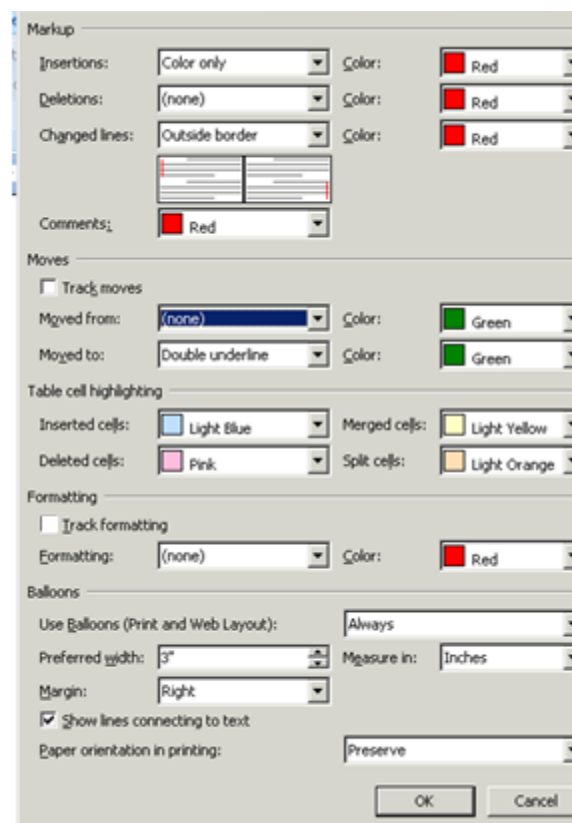 Markup
Insertions: Color only Color: Red
Deletions: (none) Color: Red
Changed lines: Outside border Color: Red
Comments: Red
Moves
Track moves
Moved from: (none) Color: Green
Moved to: Double underline Color: Green
Table cell highlighting
Inserted cells: Light Blue Merged cells: Light Yellow
Deleted cells: Pink Split cells: Light Orange
Formatting
Track formatting
Formatting: (none) Color: Red
Balloons
Use Balloons (Print and Web Layout): Always
Preferred width: 3" Measure in: Inches
Margin: Right
Show lines connecting to text
Paper orientation in printing: Preserve
OK Cancel